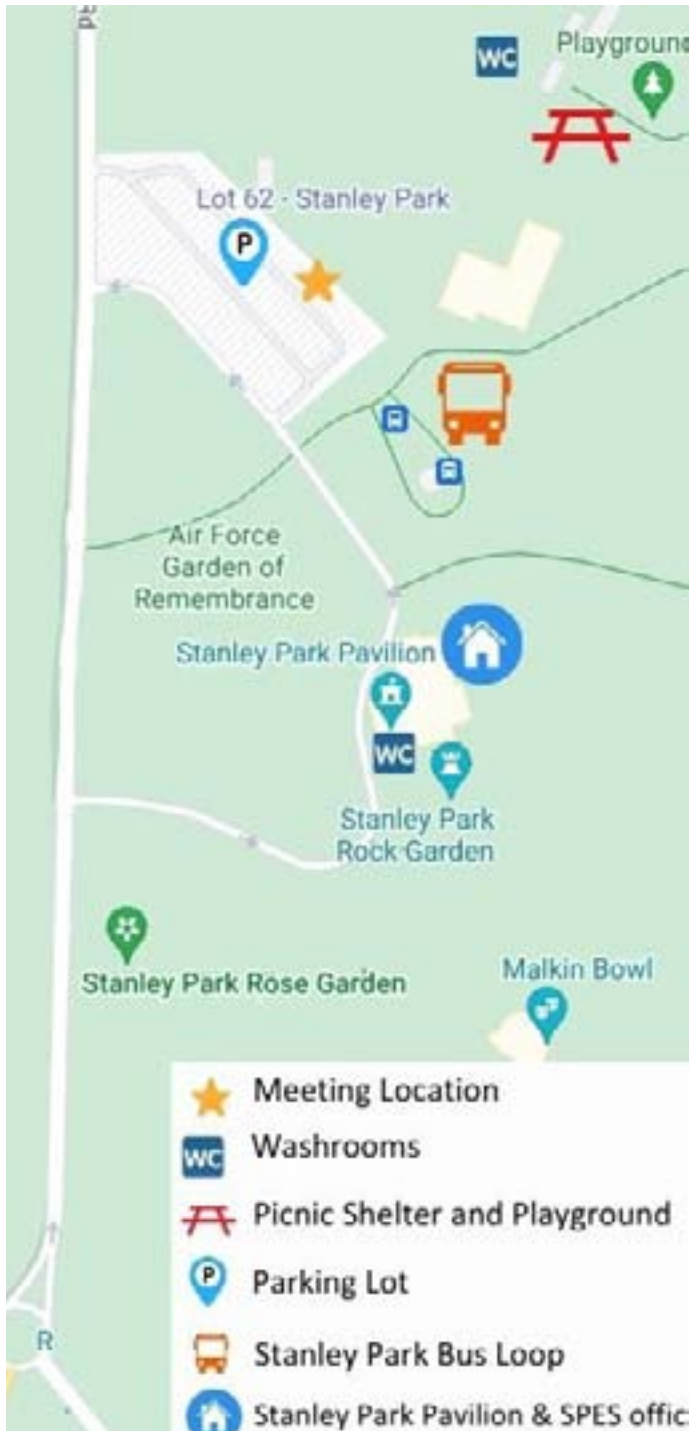 Rd
WC
Playground
Lot 62 - Stanley Park
P
Air Force
Garden of
Remembrance
Stanley Park Pavilion
WC
Stanley Park
Rock Garden
Stanley Park Rose Garden
Malkin Bowl
Meeting Location
WC
Washrooms
Picnic Shelter and Playground
P
Parking Lot
R
Stanley Park Bus Loop
Stanley Park Pavilion & SPES offic